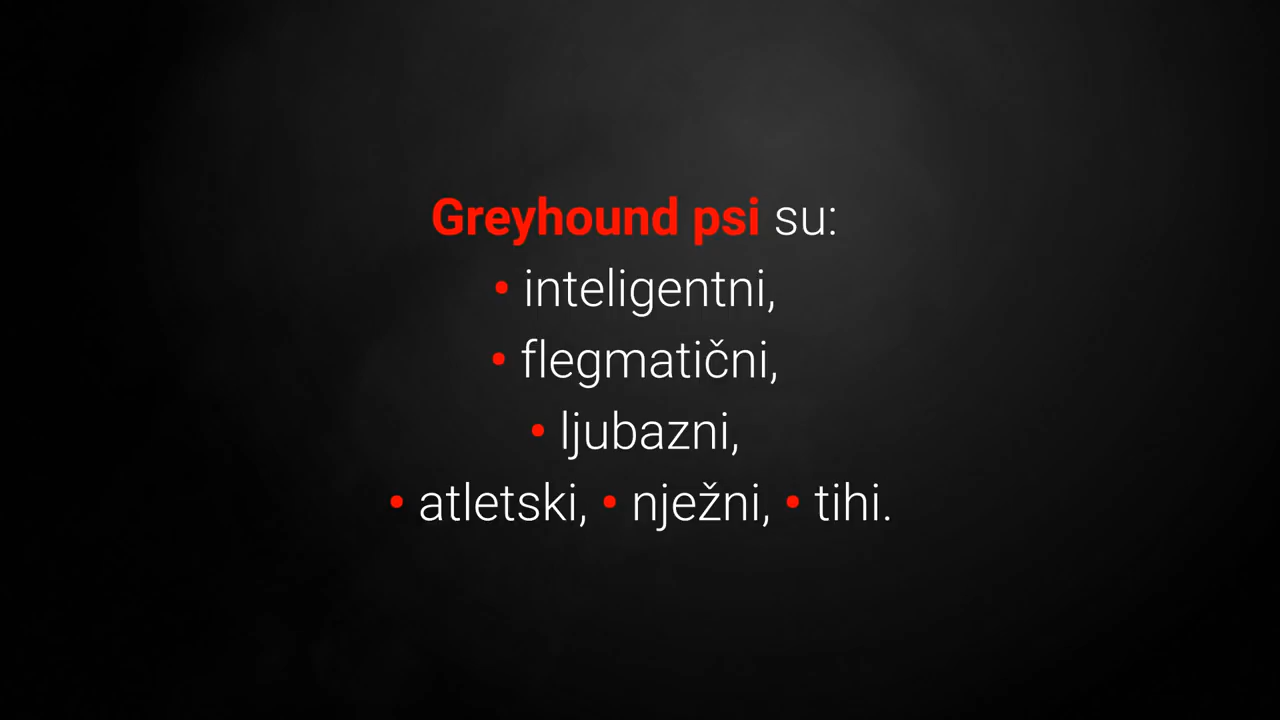 Greyhound psi su:
• inteligentni,
• flegmatični,
• ljubazni,
• atletski, • nježni, • tihi.